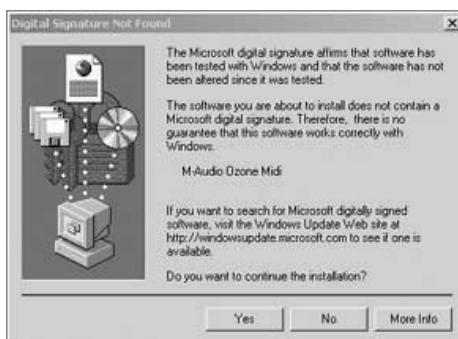 Digital Signature Not Found
The Microsoft digital signature affirms that software has
been tested with Windows and that the software has not
been altered since it was tested.
The software you are about to install does not contain a
Microsoft digital signature. Therefore, there is no
guarantee that this software works correctly with
Windows.
M-Audio Ozone Midi
If you want to search for Microsoft digitally signed
software, visit the Windows Update Web site at
http://windowsupdate.microsoft.com to see if one is
available.
Do you want to continue the installation?
Yes
No
More Info